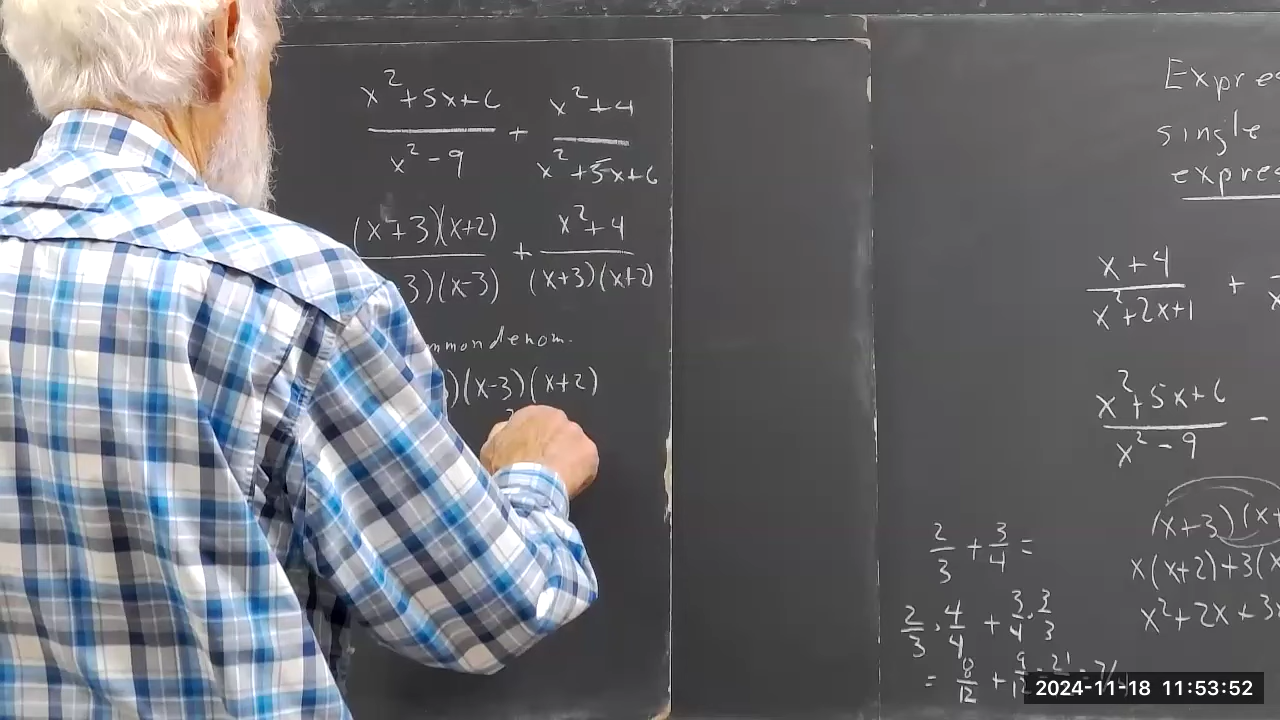 x² + 5x + 6 / x² - 9 + x² + 4 / x² + 5x + 6
(x² + 3)(x + 2) / 3)(x - 3) + x² + 4 / (x + 3)(x + 2)
mmon denom.
)(x - 3)(x + 2)
Expre
single
expres
x + 4 / x² + 2x + 1 +
x² + 5x + 6 / x² - 9 -
(x + 3)(x +
x(x + 2) + 3(x
x² + 2x + 3x
2/3 + 3/4 =
2/3 · 4/4 + 3/4 · 3/3
= 8/12 + 9/12
2024-11-18 11:53:52